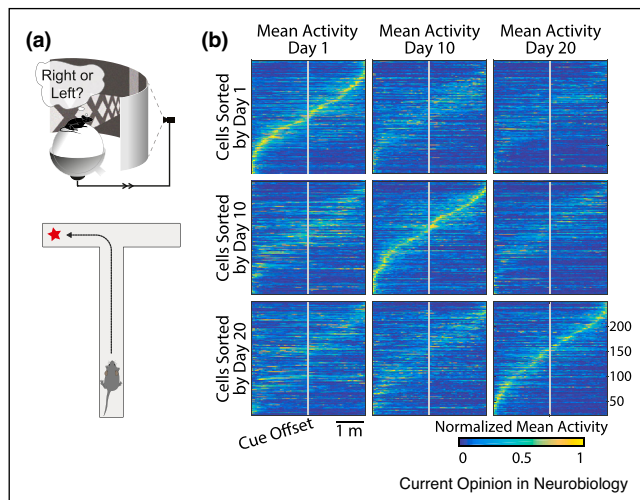 (a)
Right or
Left?
(b)
Mean Activity
Day 1
Mean Activity
Day 10
Mean Activity
Day 20
Cells Sorted
by Day 1
Cells Sorted
by Day 10
Cells Sorted
by Day 20
200
150
100
50
Cue Offset
1 m
Normalized Mean Activity
0
0.5
1
Current Opinion in Neurobiology